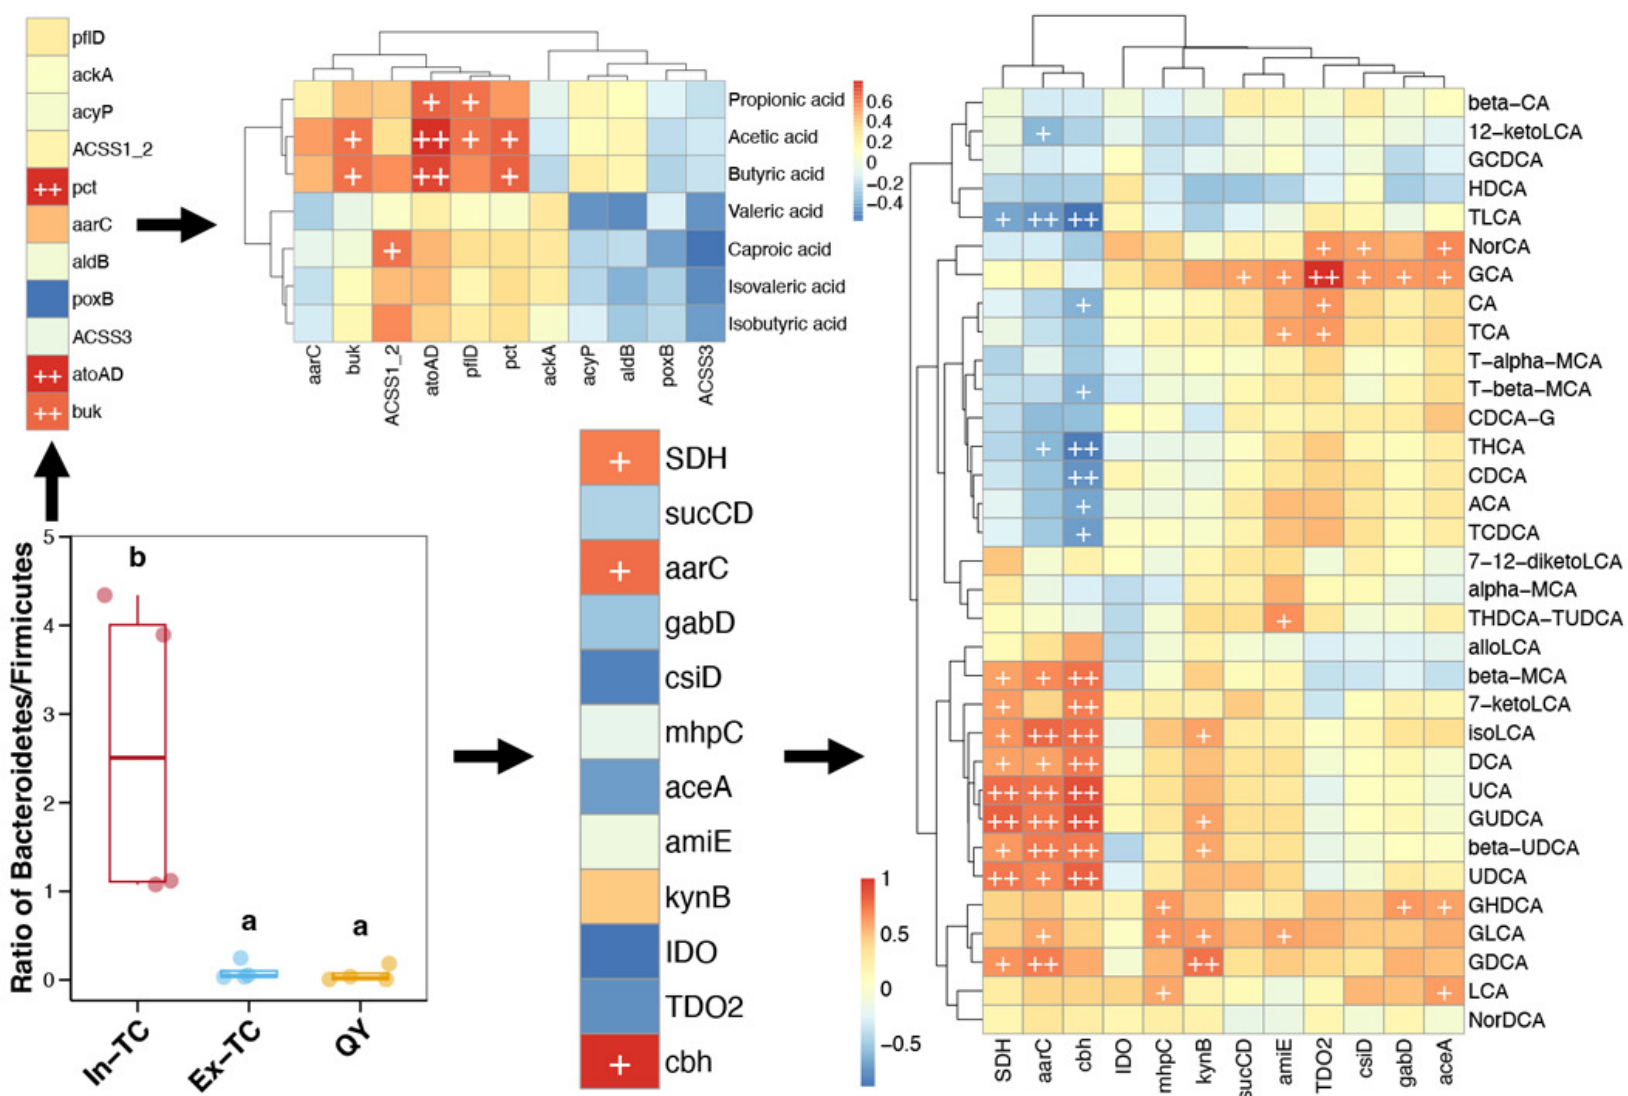 pflD
ackA
acyP
ACSS1_2
++ pct
aarC
aldB
poxB
ACSS3
++ atoAD
++ buk
+ + Propionic acid
+ ++ + + Acetic acid
+ ++ + Butyric acid
Valeric acid
+ Caproic acid
Isovaleric acid
Isobutyric acid
aarC buk ACSS1_2 atoAD pflD pct ackA acyP aldB poxB ACSS3
0.6
0.4
0.2
0
−0.2
−0.4
Ratio of Bacteroidetes/Firmicutes
5
4
3
2
1
0
b
a
a
In−TC Ex−TC QY
+ SDH
sucCD
+ aarC
gabD
csiD
mhpC
aceA
amiE
kynB
IDO
TDO2
+ cbh
beta−CA
+ 12−ketoLCA
GCDCA
HDCA
+ ++ ++ TLCA
+ + + NorCA
+ + ++ + + + GCA
+ + CA
+ + TCA
T−alpha−MCA
+ T−beta−MCA
CDCA−G
+ ++ THCA
++ CDCA
+ ACA
+ TCDCA
7−12−diketoLCA
alpha−MCA
+ THDCA−TUDCA
alloLCA
+ + ++ beta−MCA
+ ++ 7−ketoLCA
+ ++ ++ + isoLCA
+ + ++ DCA
++ ++ ++ UCA
++ ++ ++ + GUDCA
+ ++ ++ + beta−UDCA
++ + ++ UDCA
+ + + GHDCA
+ + + + GLCA
+ ++ ++ GDCA
+ + LCA
NorDCA
SDH aarC cbh IDO mhpC kynB sucCD amiE TDO2 csiD gabD aceA
1
0.5
0
−0.5